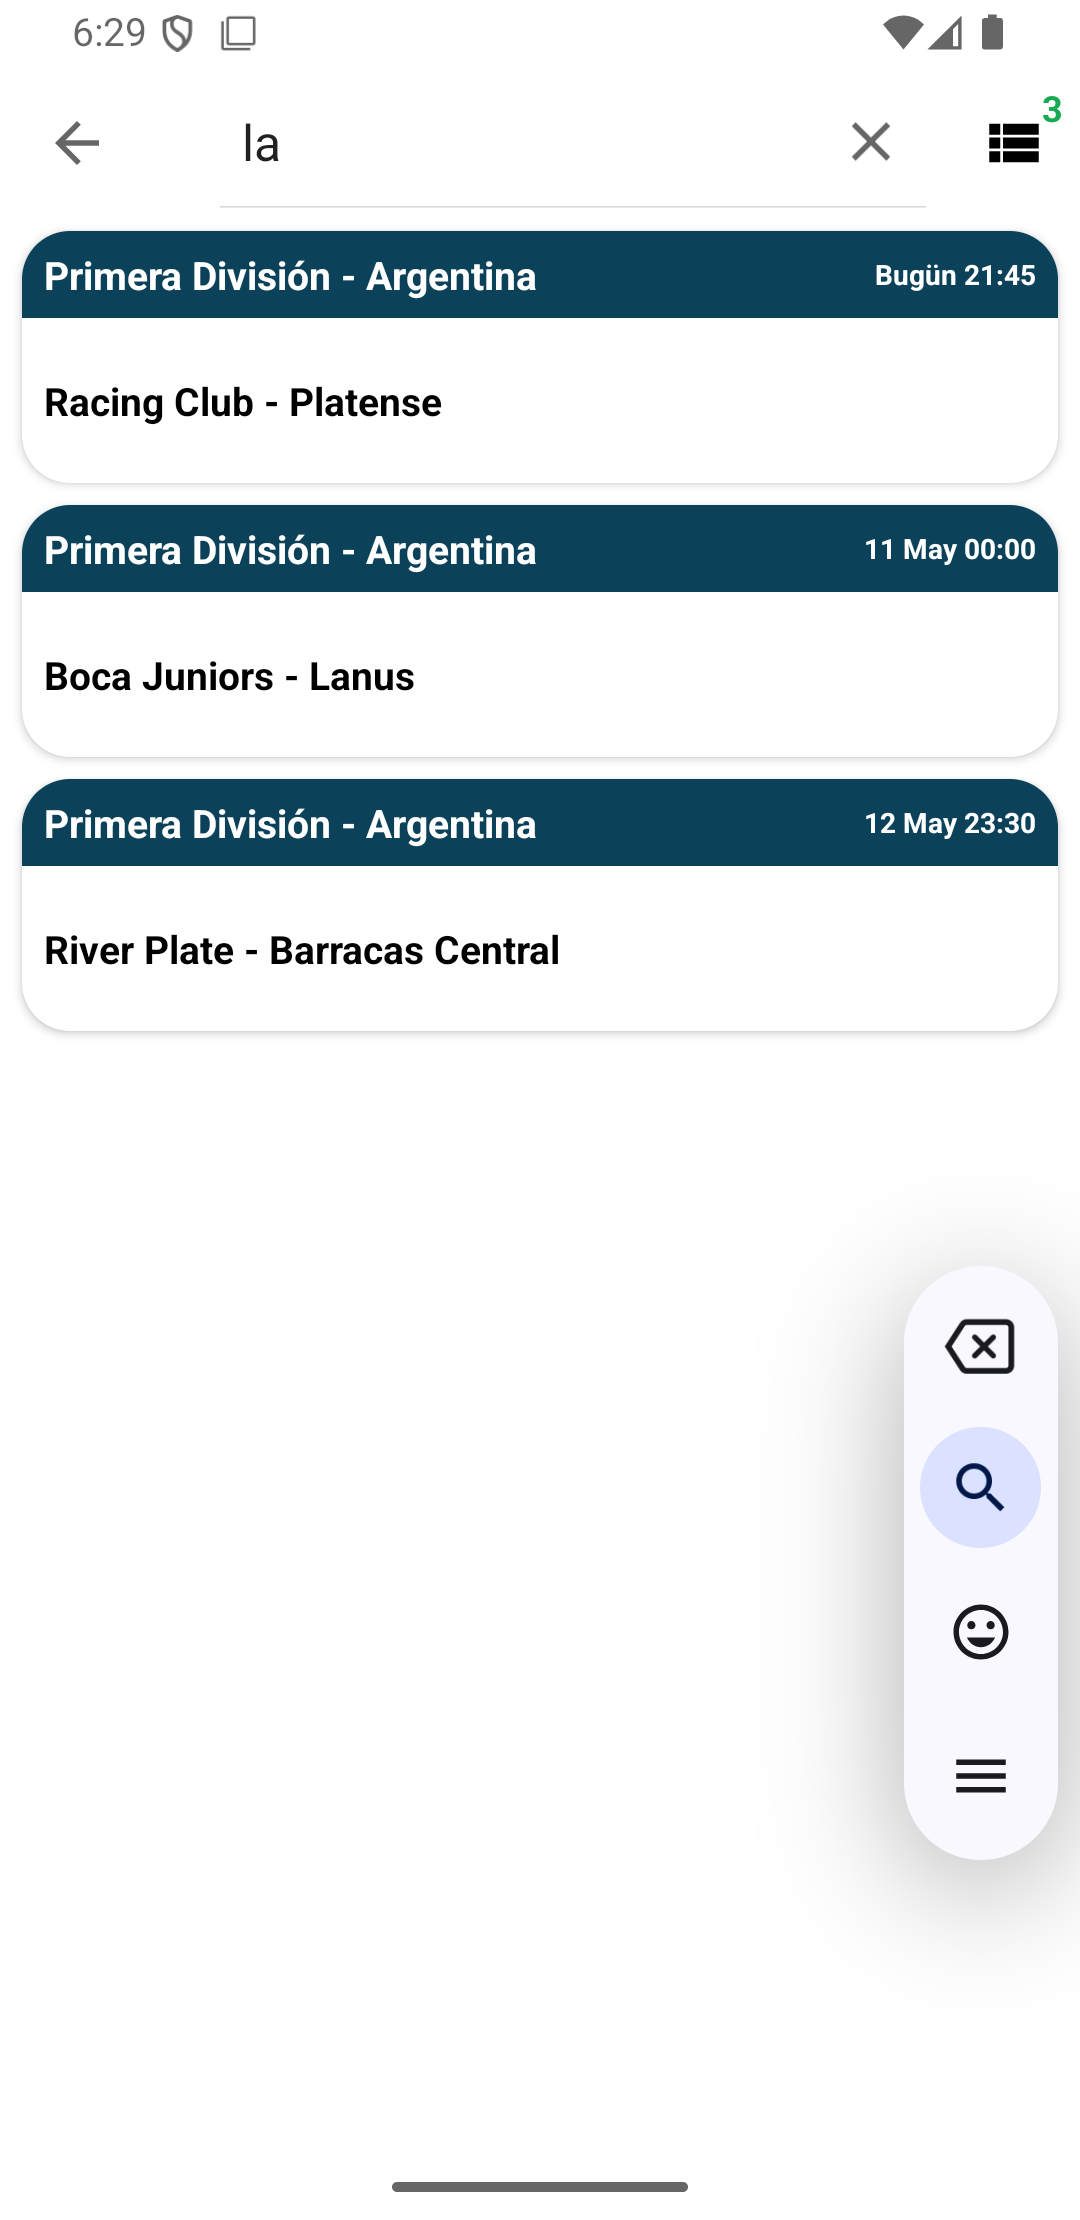 6:29
la
3
Primera División - Argentina
Bugün 21:45
Racing Club - Platense
Primera División - Argentina
11 May 00:00
Boca Juniors - Lanus
Primera División - Argentina
12 May 23:30
River Plate - Barracas Central